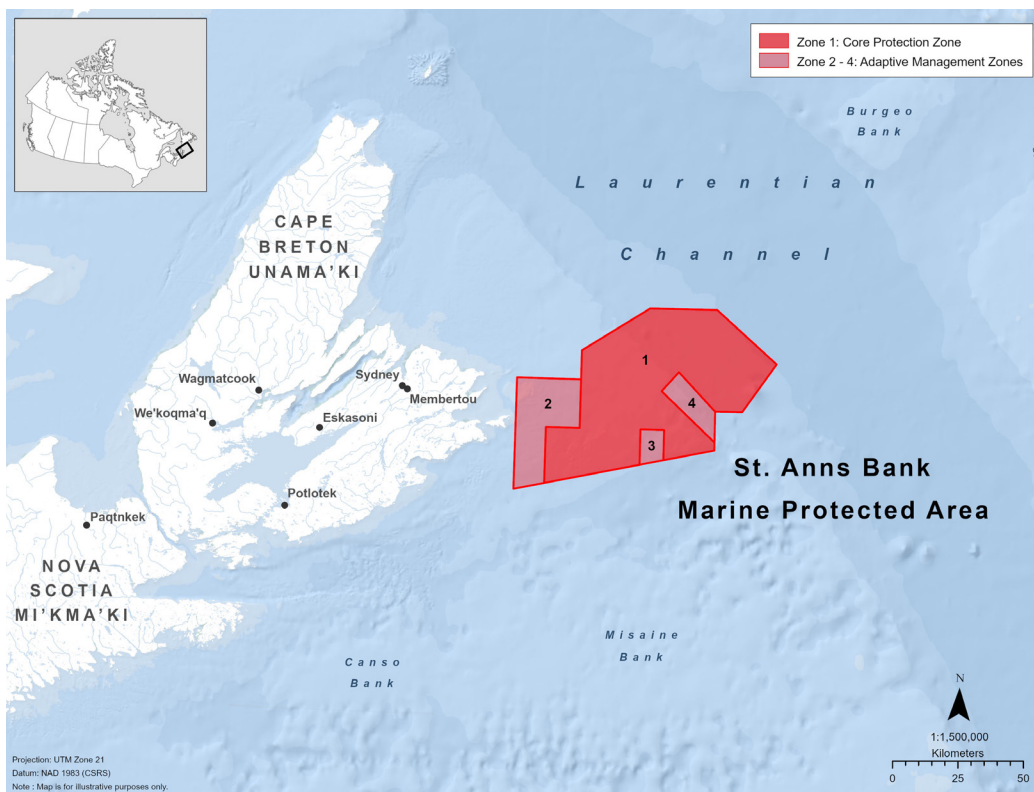 Zone 1: Core Protection Zone
Zone 2 - 4: Adaptive Management Zones
Burgeo
Bank
Laurentian
Channel
CAPE
BRETON
UNAMA'KI
1
Sydney
Wagmatcook
Membertou
2
4
We'koqma'q
Eskasoni
3
St. Anns Bank
Marine Protected Area
Potlotek
Paqtnkek
NOVA
SCOTIA
MI'KMA'KI
Misaine
Bank
Canso
Bank
N
1:1,500,000
Kilometers
0 25 50
Projection: UTM Zone 21
Datum: NAD 1983 (CSRS)
Note : Map is for illustrative purposes only.